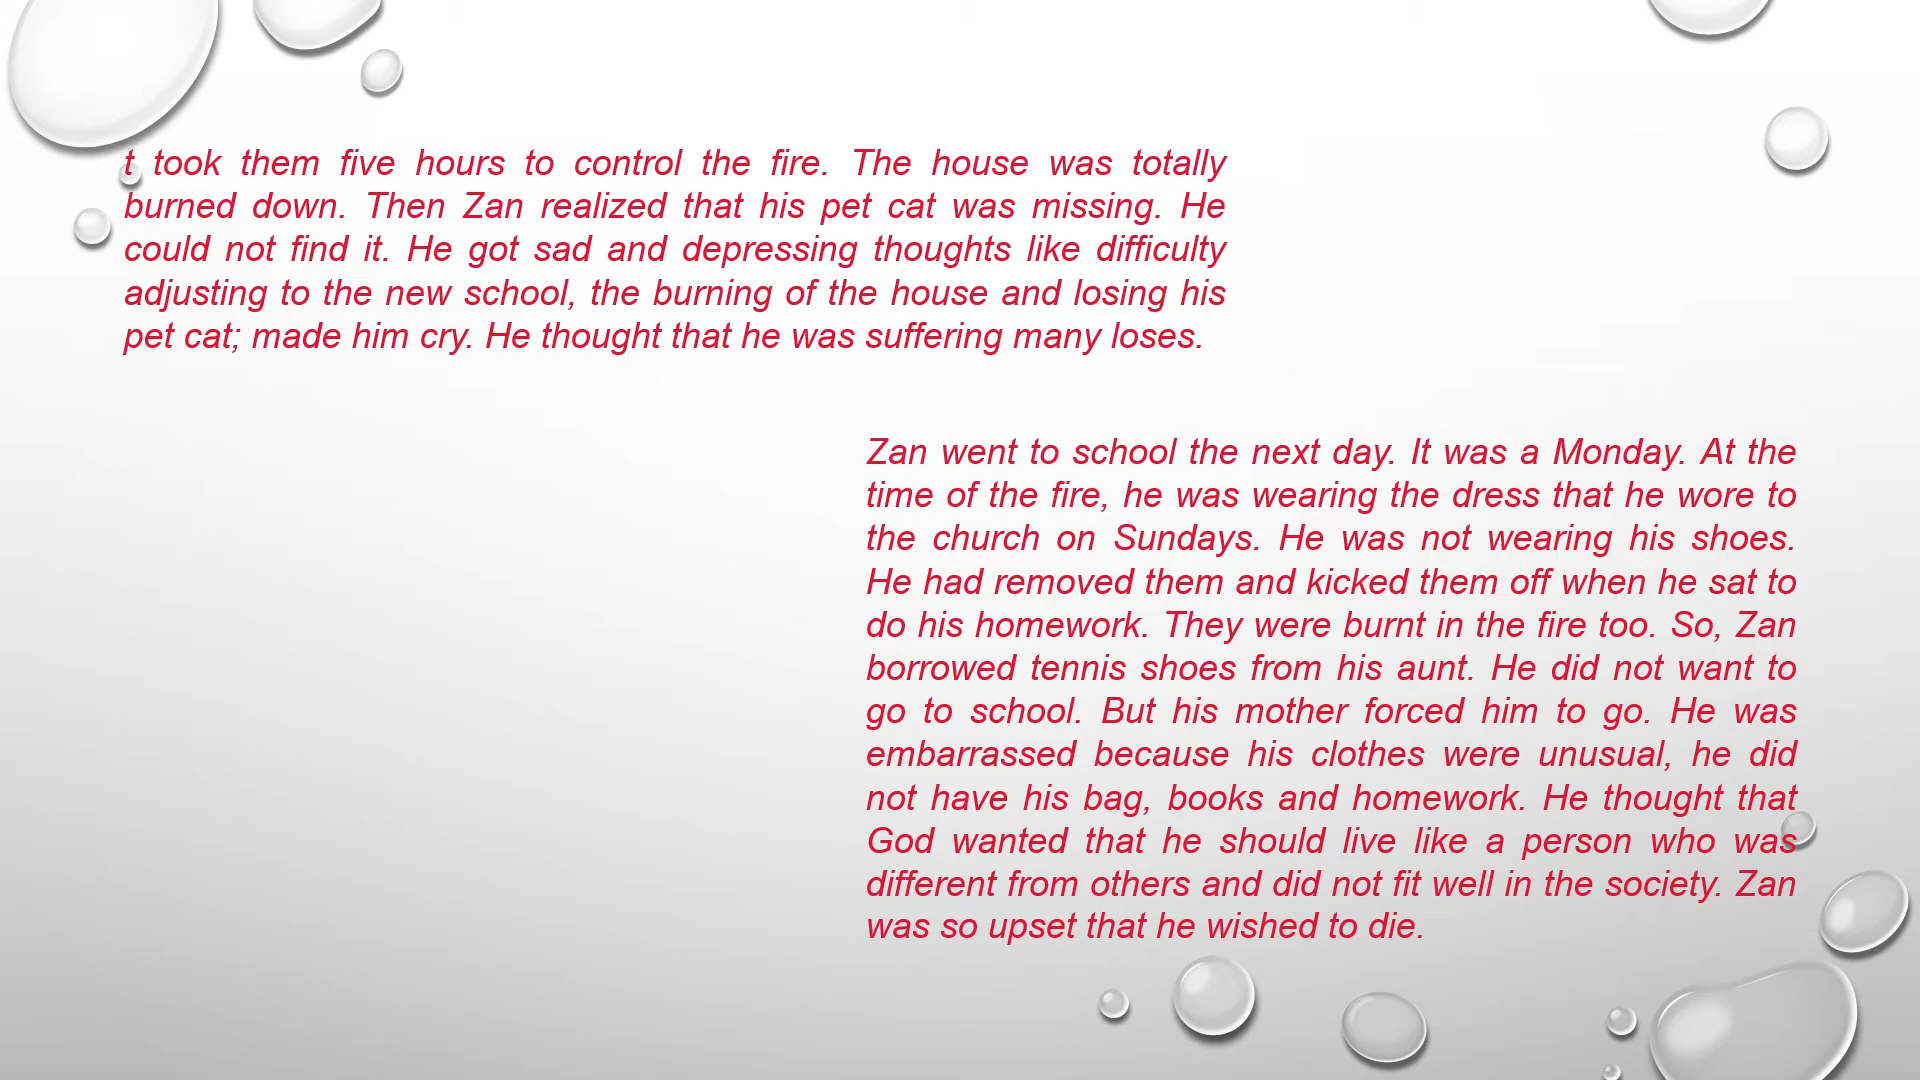 t took them five hours to control the fire. The house was totally
burned down. Then Zan realized that his pet cat was missing. He
could not find it. He got sad and depressing thoughts like difficulty
adjusting to the new school, the burning of the house and losing his
pet cat; made him cry. He thought that he was suffering many loses.
Zan went to school the next day. It was a Monday. At the
time of the fire, he was wearing the dress that he wore to
the church on Sundays. He was not wearing his shoes.
He had removed them and kicked them off when he sat to
do his homework. They were burnt in the fire too. So, Zan
borrowed tennis shoes from his aunt. He did not want to
go to school. But his mother forced him to go. He was
embarrassed because his clothes were unusual, he did
not have his bag, books and homework. He thought that
God wanted that he should live like a person who was
different from others and did not fit well in the society. Zan
was so upset that he wished to die.